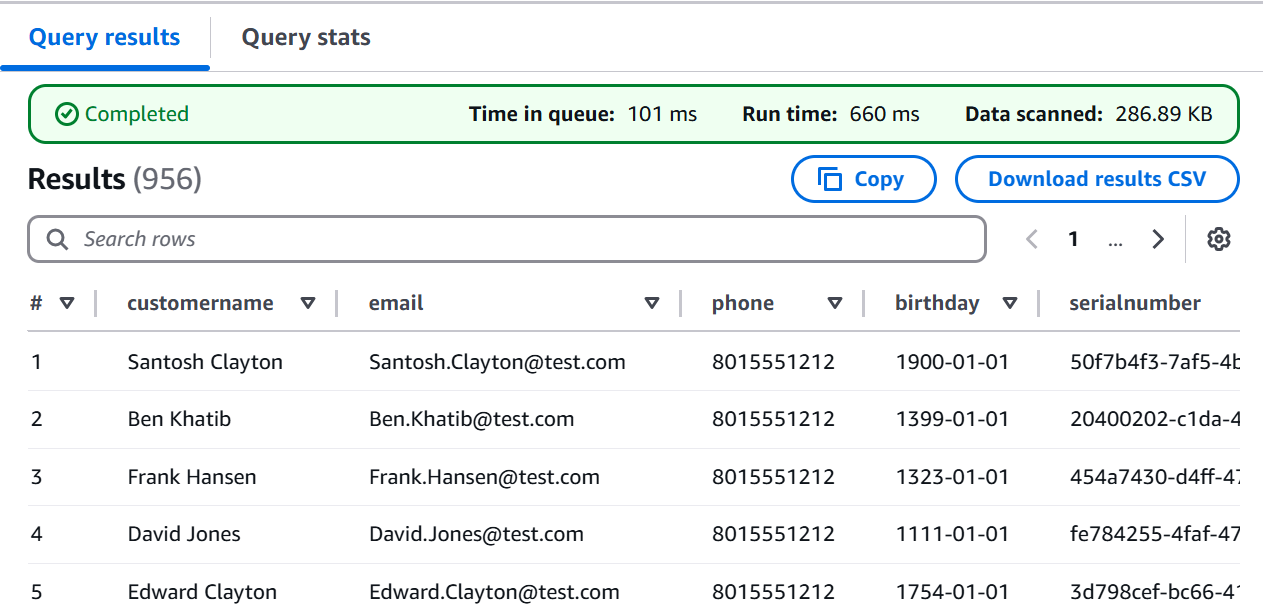 Query results Query stats
Completed Time in queue: 101 ms Run time: 660 ms Data scanned: 286.89 KB
Results (956) Copy Download results CSV
Search rows 1 ...
# customername email phone birthday serialnumber
1 Santosh Clayton Santosh.Clayton@test.com 8015551212 1900-01-01 50f7b4f3-7af5-4b
2 Ben Khatib Ben.Khatib@test.com 8015551212 1399-01-01 20400202-c1da-4
3 Frank Hansen Frank.Hansen@test.com 8015551212 1323-01-01 454a7430-d4ff-47
4 David Jones David.Jones@test.com 8015551212 1111-01-01 fe784255-4faf-47
5 Edward Clayton Edward.Clayton@test.com 8015551212 1754-01-01 3d798cef-bc66-41